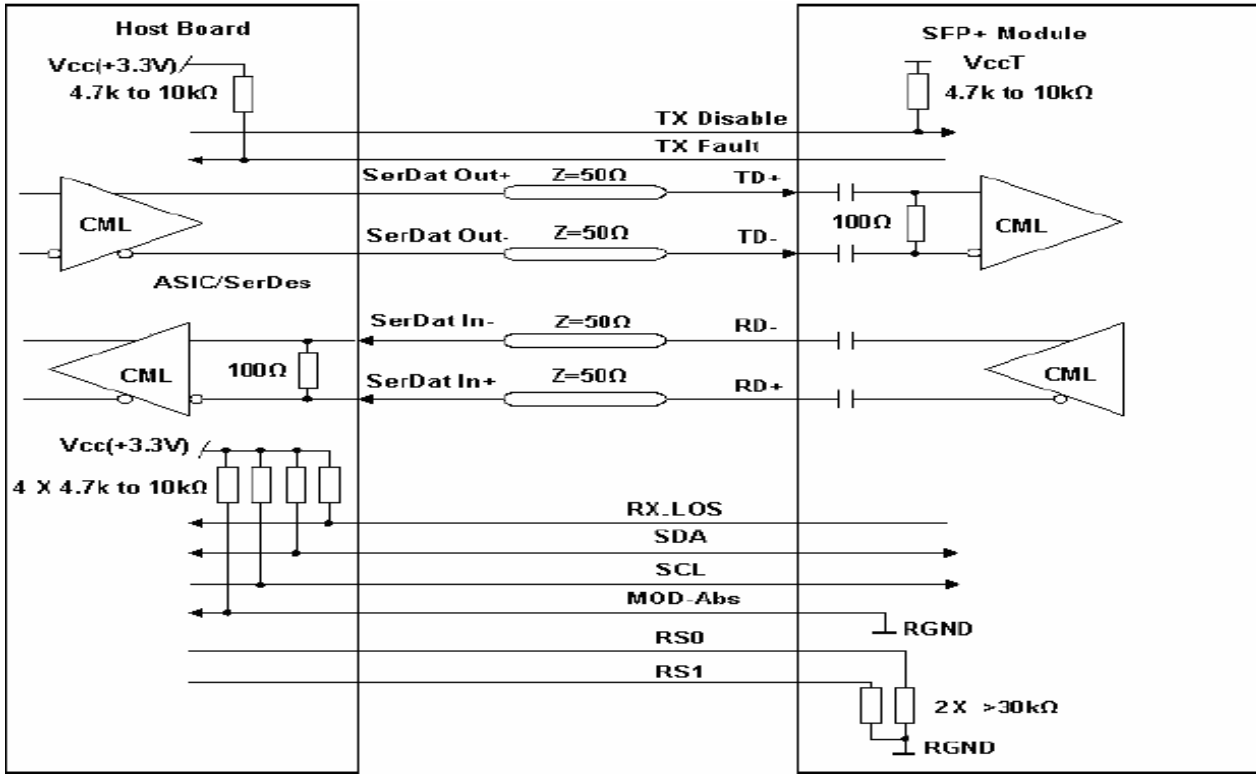 Host Board
SFP+ Module
Vcc(+3.3V)
VccT
4.7k to 10kΩ
4.7k to 10kΩ
TX Disable
TX Fault
SerDat Out+
Z=50Ω
TD+
CML
100Ω
CML
SerDat Out-
Z=50Ω
TD-
ASIC/SerDes
SerDat In-
Z=50Ω
RD-
CML
100Ω
SerDat In+
Z=50Ω
RD+
CML
Vcc(+3.3V)
4 X 4.7k to 10kΩ
RX_LOS
SDA
SCL
MOD-Abs
RGND
RS0
RS1
2 X >30kΩ
RGND